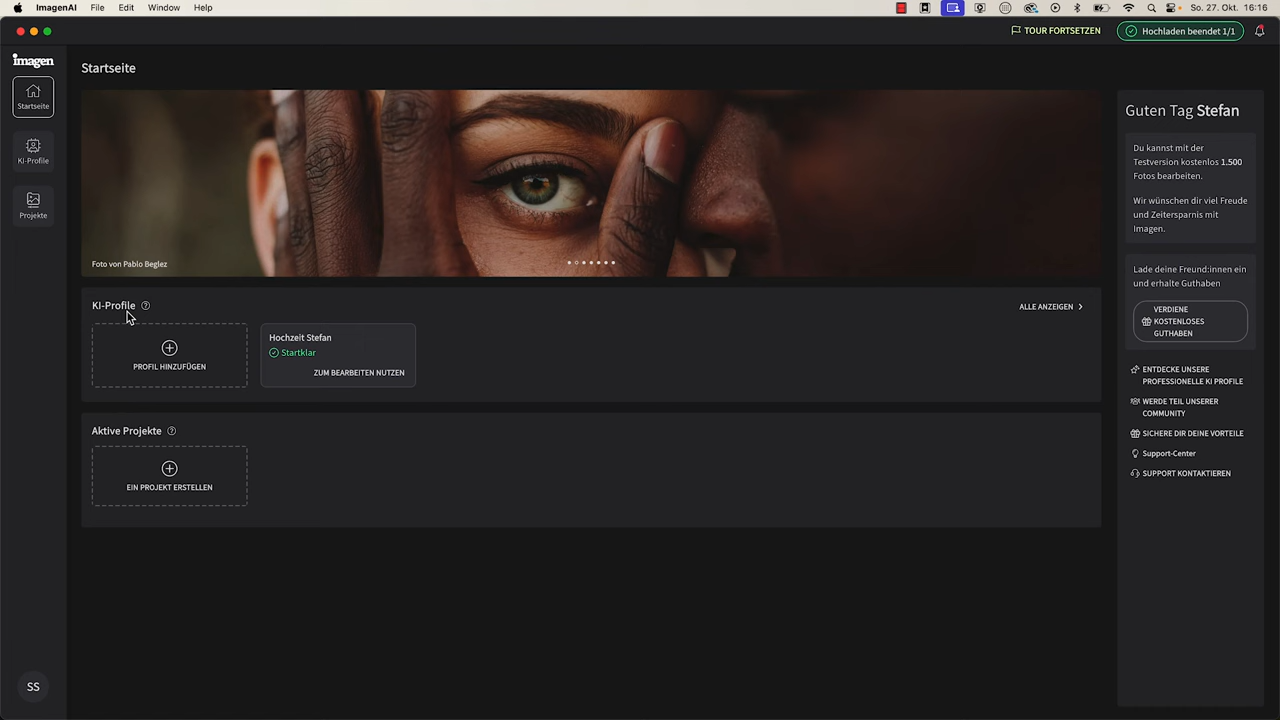 ImagenAI File Edit Window Help
So. 27. Okt. 16:16
TOUR FORTSETZEN
Hochladen beendet 1/1
imagen
Startseite
KI-Profile
Projekte
SS
Startseite
Foto von Pablo Beglez
KI-Profile
ALLE ANZEIGEN
PROFIL HINZUFÜGEN
Hochzeit Stefan
Startklar
ZUM BEARBEITEN NUTZEN
Aktive Projekte
EIN PROJEKT ERSTELLEN
Guten Tag Stefan
Du kannst mit der
Testversion kostenlos 1.500
Fotos bearbeiten.
Wir wünschen dir viel Freude
und Zeitersparnis mit
Imagen.
Lade deine Freund:innen ein
und erhalte Guthaben
VERDIENE
KOSTENLOSES
GUTHABEN
ENTDECKE UNSERE
PROFESSIONELLE KI PROFILE
WERDE TEIL UNSERER
COMMUNITY
SICHERE DIR DEINE VORTEILE
Support-Center
SUPPORT KONTAKTIEREN